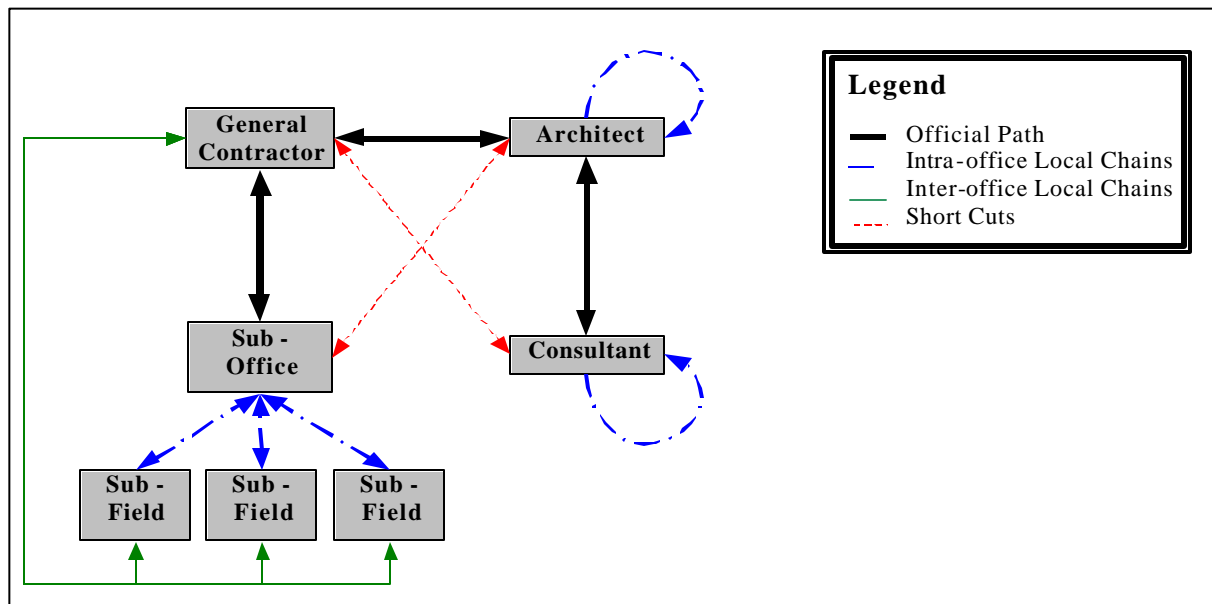 General
Contractor
Architect
Legend
Official Path
Intra-office Local Chains
Inter-office Local Chains
Short Cuts
Sub -
Office
Consultant
Sub -
Field
Sub -
Field
Sub -
Field